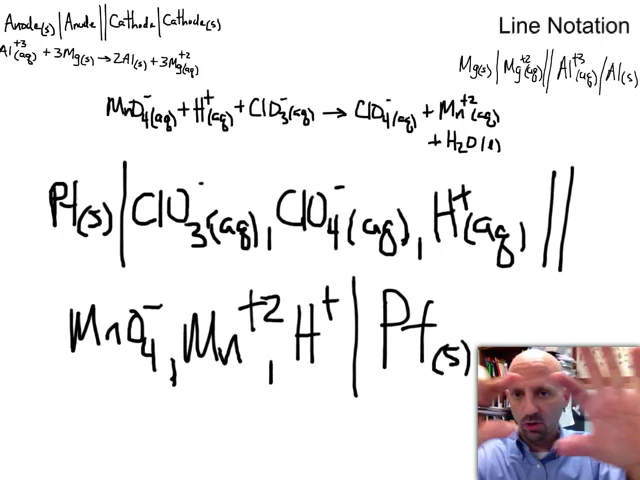 Line Notation
Anode(s) | Anode || Cathode | Cathode(s)
Al⁺³(aq) + 3Mg(s) → 2Al(s) + 3Mg⁺²(aq)
Mg(s) | Mg⁺²(aq) || Al⁺³(aq) / Al(s)
MnO₄⁻(aq) + H⁺(aq) + ClO₃⁻(aq) → ClO₄⁻(aq) + Mn⁺²(aq)
+ H₂O(l)
Pt(s) | ClO₃⁻(aq), ClO₄⁻(aq), H⁺(aq) ||
MnO₄⁻, Mn⁺², H⁺ | Pt(s)